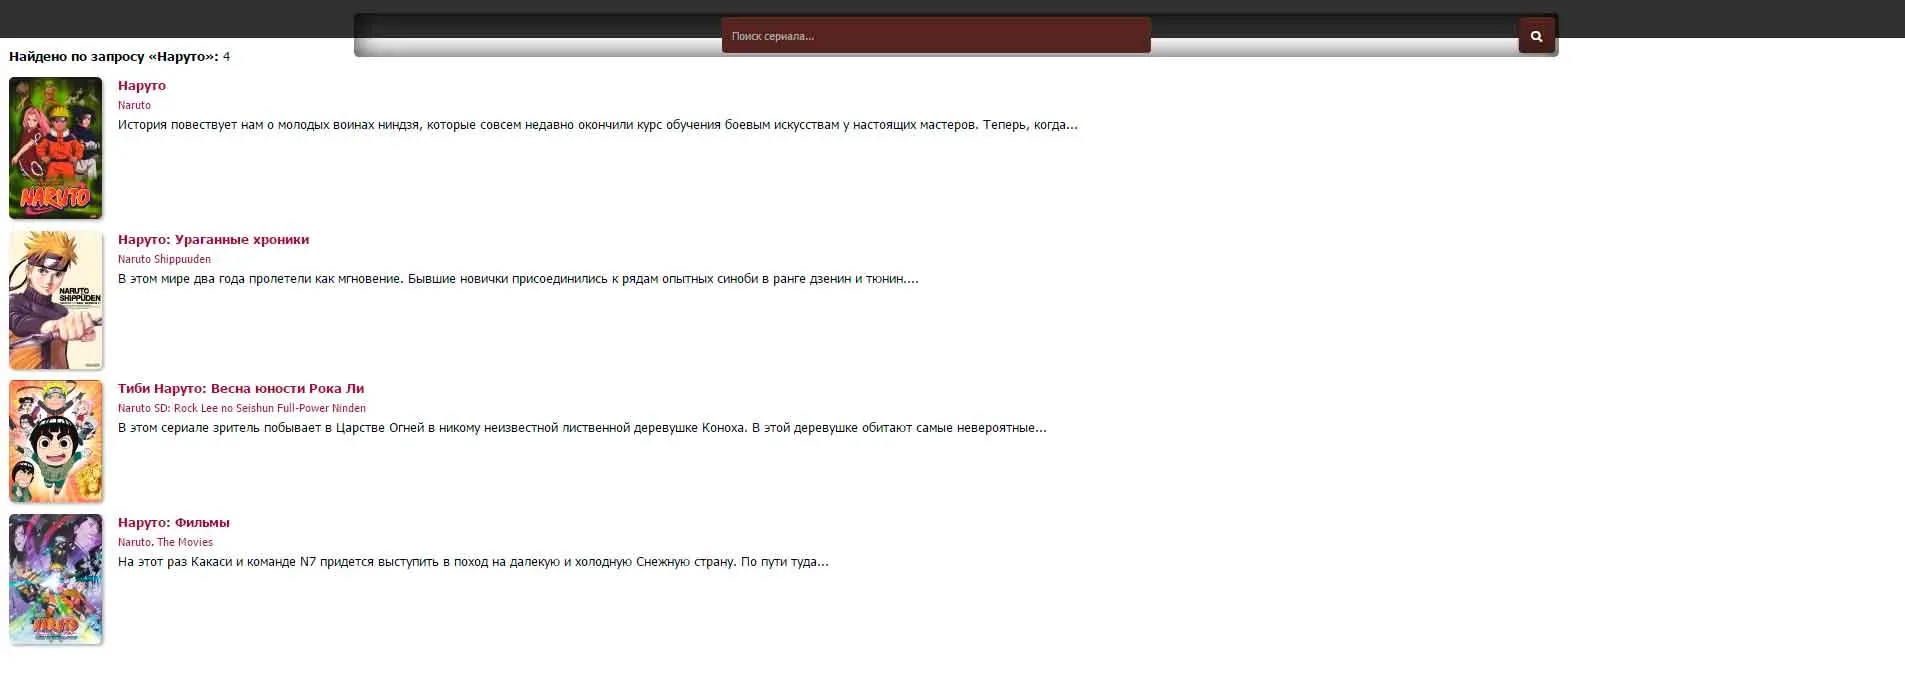 Поиск сериала...
Найдено по запросу «Наруто»: 4
Наруто
Naruto
История повествует нам о молодых воинах ниндзя, которые совсем недавно окончили курс обучения боевым искусствам у настоящих мастеров. Теперь, когда...
NARUTO
Наруто: Ураганные хроники
Naruto Shippuuden
В этом мире два года пролетели как мгновение. Бывшие новички присоединились к рядам опытных синоби в ранге дзенин и тюнин....
NARUTO
SHIPPUDEN
Тиби Наруто: Весна юности Рока Ли
Naruto SD: Rock Lee no Seishun Full-Power Ninden
В этом сериале зритель побывает в Царстве Огней в никому неизвестной лиственной деревушке Коноха. В этой деревушке обитают самые невероятные...
Наруто: Фильмы
Naruto. The Movies
На этот раз Какаси и команде N7 придется выступить в поход на далекую и холодную Снежную страну. По пути туда...
NARUTO